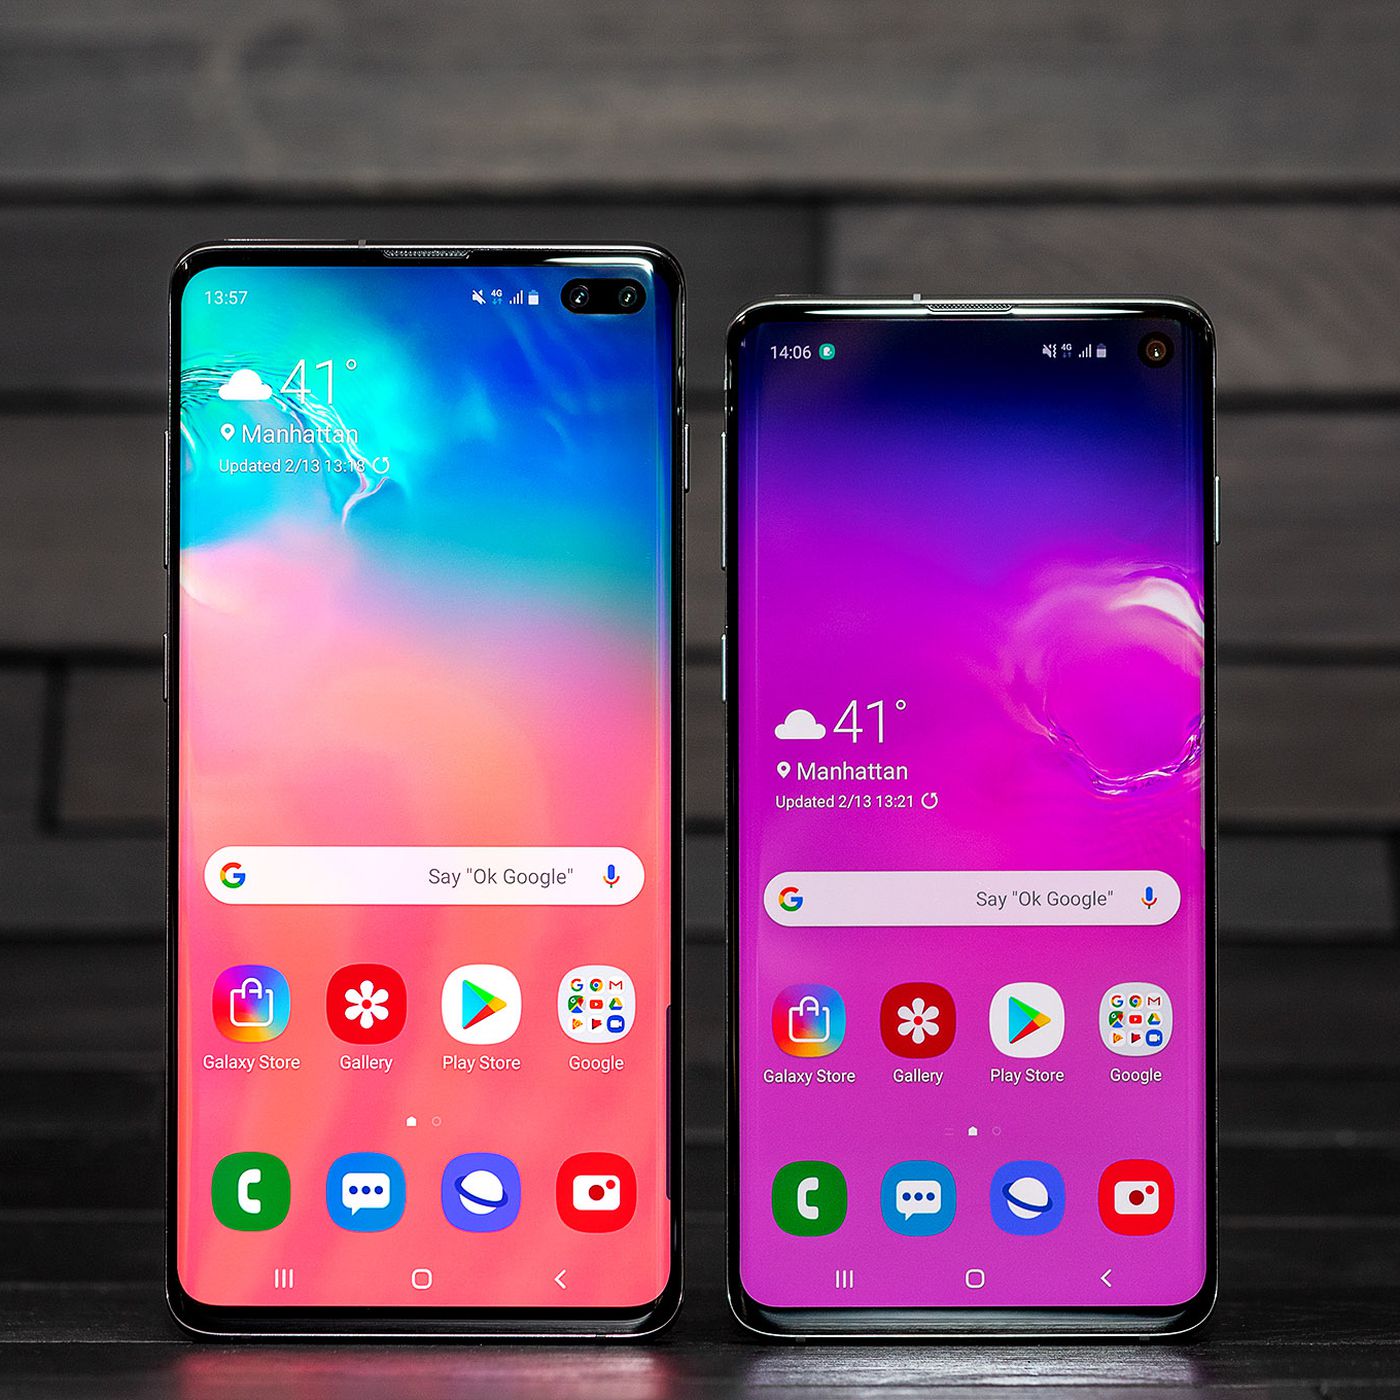 13:57
4G
41°
Manhattan
Updated 2/13 13:18
G
Say "Ok Google"
Galaxy Store
Gallery
Play Store
Google
14:06
4G
41°
Manhattan
Updated 2/13 13:21
G
Say "Ok Google"
Galaxy Store
Gallery
Play Store
Google